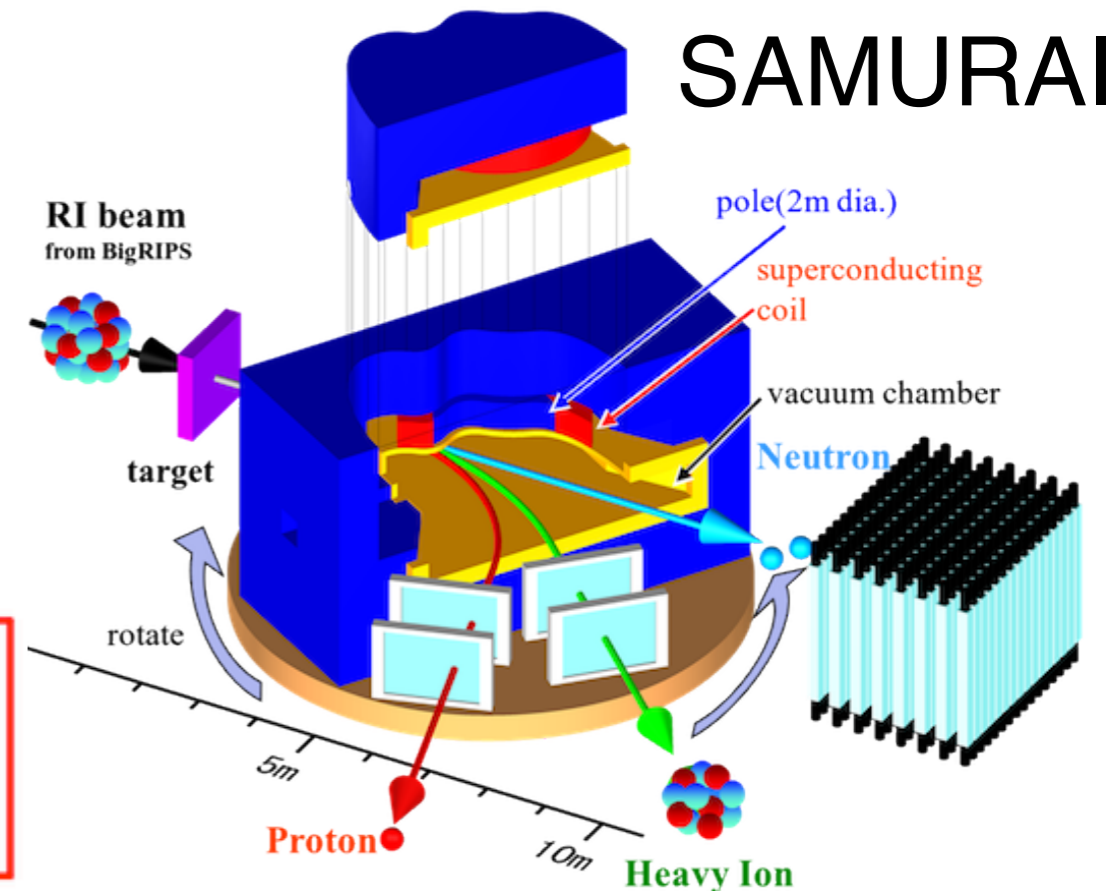 SAMURAI
RI beam
from BigRIPS
pole(2m dia.)
superconducting
coil
vacuum chamber
Neutron
target
rotate
5m
Proton
10m
Heavy Ion